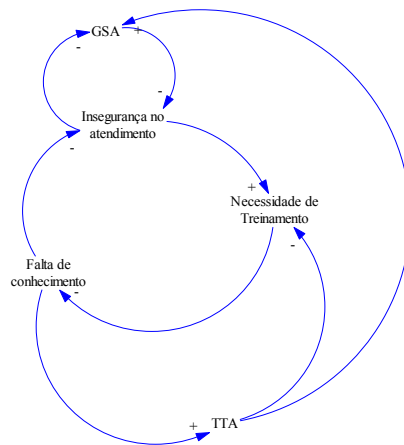 GSA
+
-
-
Insegurança no
atendimento
-
+
Necessidade de
Treinamento
-
Falta de
conhecimento
-
+
TTA